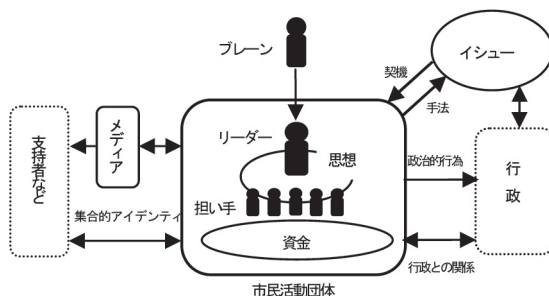 ブレーン
イシュー
契機
手法
メディア
支持者など
リーダー
思想
政治的行為
行政
担い手
集合的アイデンティ
資金
行政との関係
市民活動団体